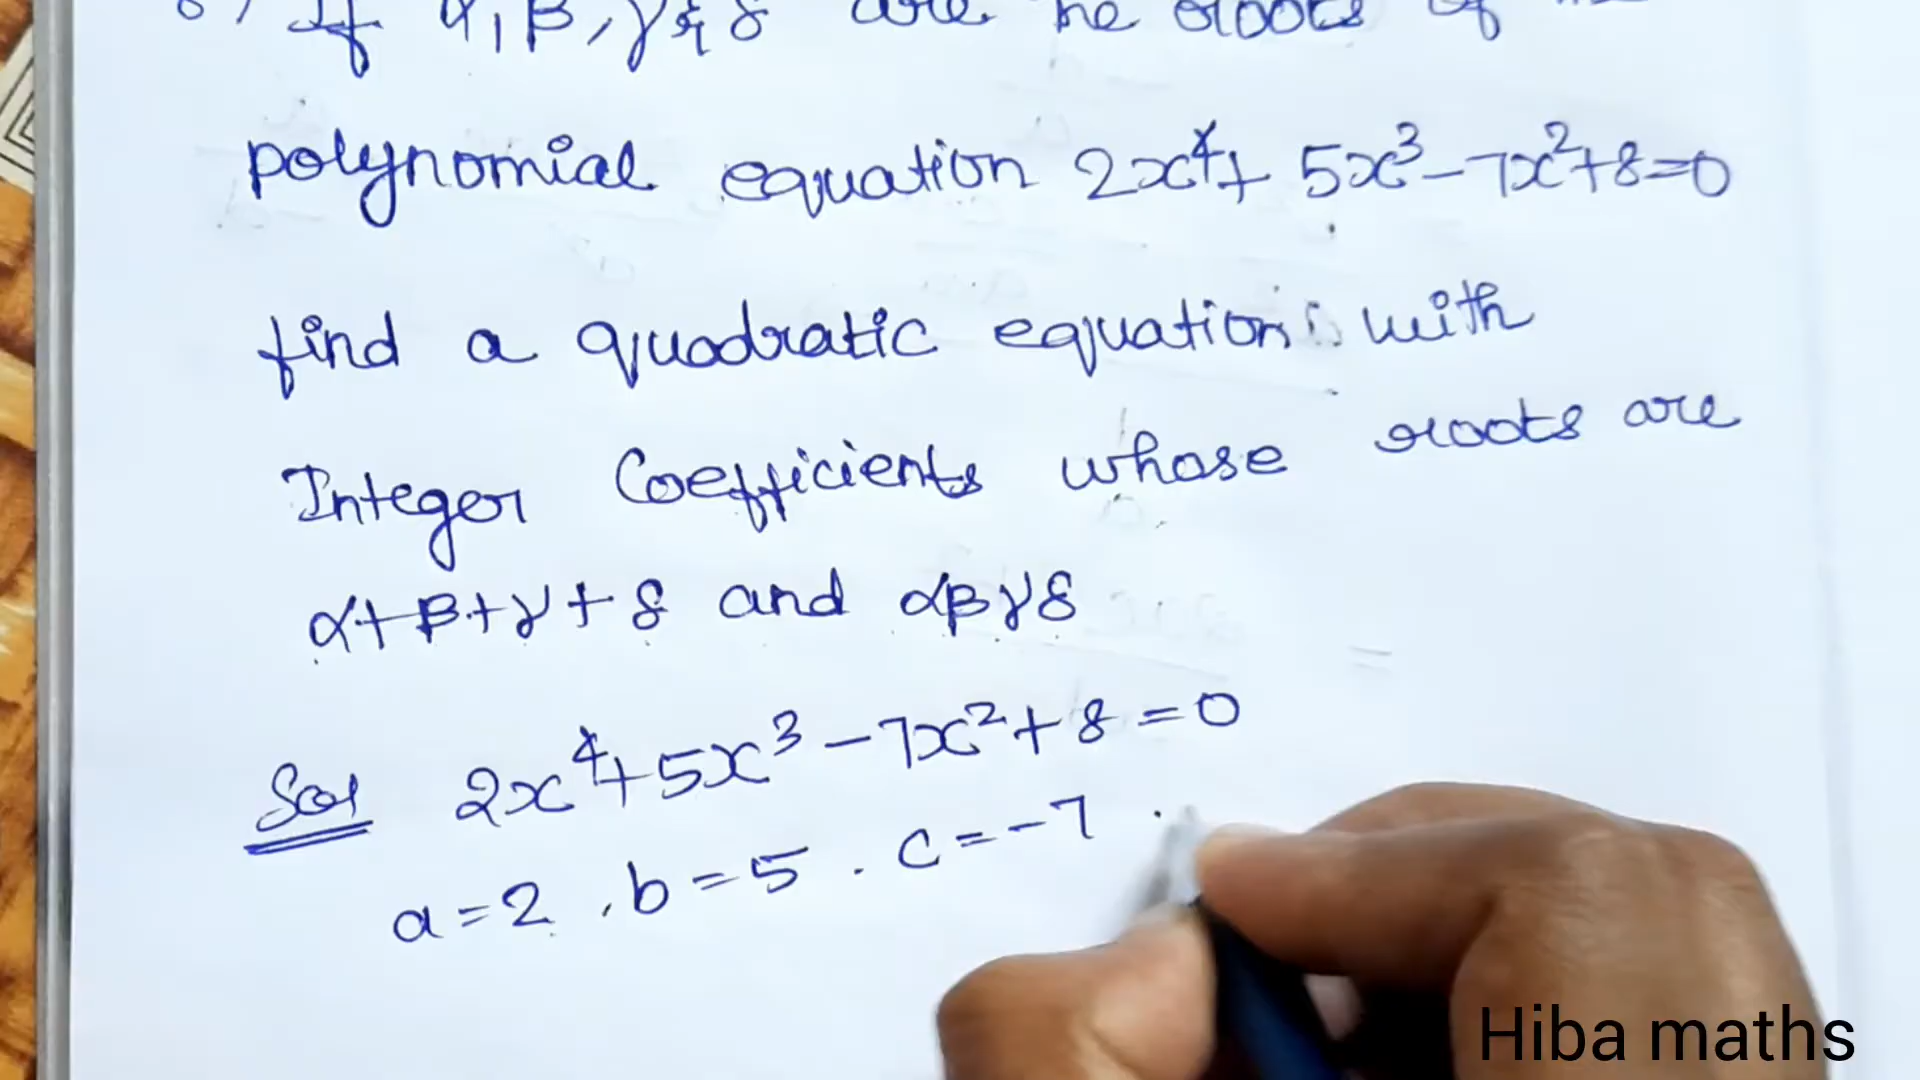 If α, β, γ & δ are the roots of
polynomial equation 2x⁴ + 5x³ - 7x² + 8 = 0
find a quadratic equation with
Integer Coefficients whose roots are
α + β + γ + δ and αβγδ
Sol 2x⁴ + 5x³ - 7x² + 8 = 0
a = 2 , b = 5 . c = -7 .
Hiba maths